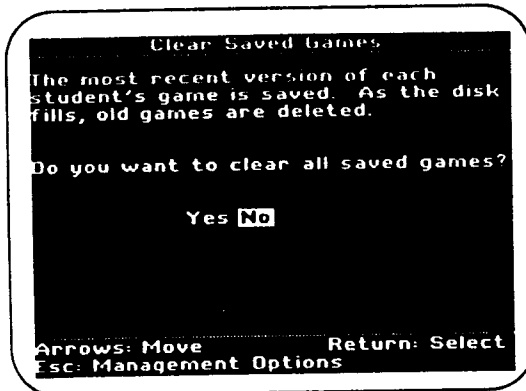 Clear Saved Games
The most recent version of each
student's game is saved. As the disk
fills, old games are deleted.
Do you want to clear all saved games?
Yes No
Arrows: Move Return: Select
Esc: Management Options